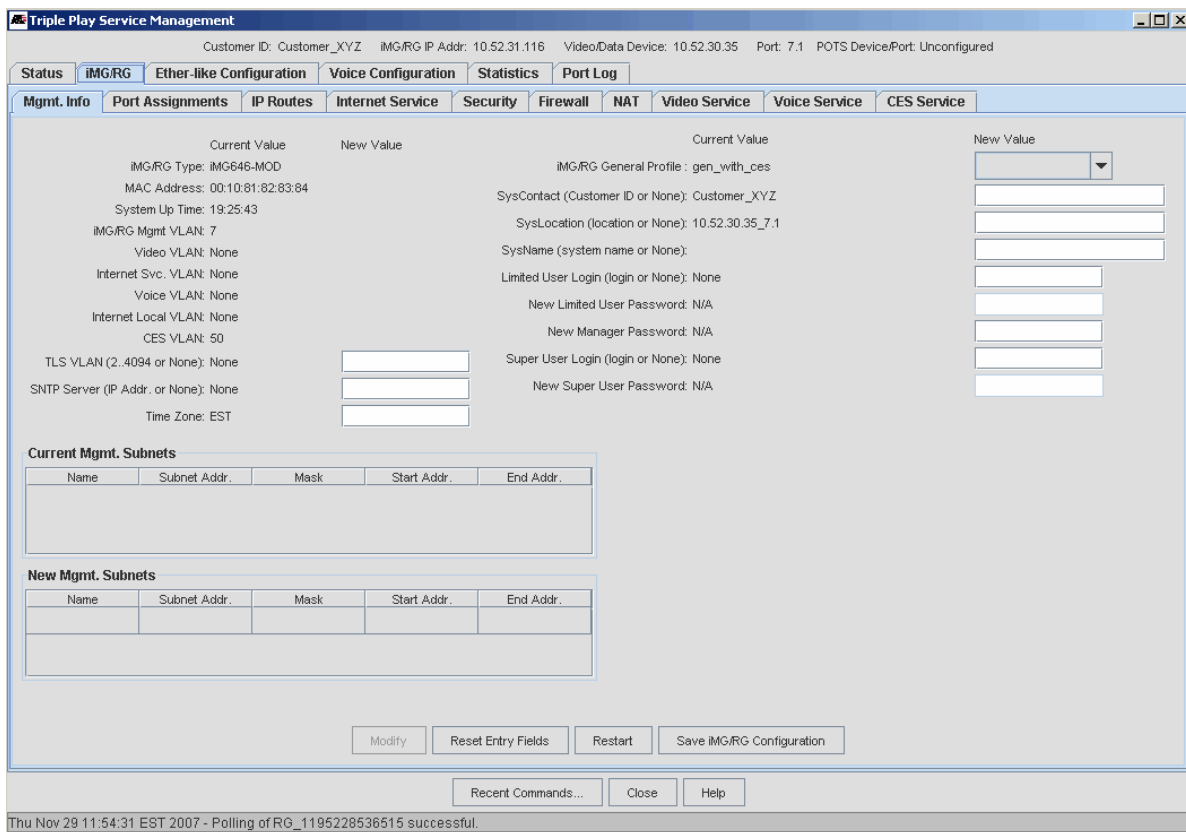 Triple Play Service Management
Customer ID: Customer_XYZ iMG/RG IP Addr: 10.52.31.116 Video/Data Device: 10.52.30.35 Port: 7.1 POTS Device/Port: Unconfigured
Status iMG/RG Ether-like Configuration Voice Configuration Statistics Port Log
Mgmt. Info Port Assignments IP Routes Internet Service Security Firewall NAT Video Service Voice Service CES Service
Current Value New Value
iMG/RG Type: iMG646-MOD
MAC Address: 00:10:81:82:83:84
System Up Time: 19:25:43
iMG/RG Mgmt VLAN: 7
Video VLAN: None
Internet Svc. VLAN: None
Voice VLAN: None
Internet Local VLAN: None
CES VLAN: 50
TLS VLAN (2..4094 or None): None
SNTP Server (IP Addr. or None): None
Time Zone: EST
Current Value New Value
iMG/RG General Profile : gen_with_ces
SysContact (Customer ID or None): Customer_XYZ
SysLocation (location or None): 10.52.30.35_7.1
SysName (system name or None):
Limited User Login (login or None): None
New Limited User Password: N/A
New Manager Password: N/A
Super User Login (login or None): None
New Super User Password: N/A
Current Mgmt. Subnets
Name Subnet Addr. Mask Start Addr. End Addr.
New Mgmt. Subnets
Name Subnet Addr. Mask Start Addr. End Addr.
Modify Reset Entry Fields Restart Save iMG/RG Configuration
Recent Commands... Close Help
Thu Nov 29 11:54:31 EST 2007 - Polling of RG_1195228536515 successful.